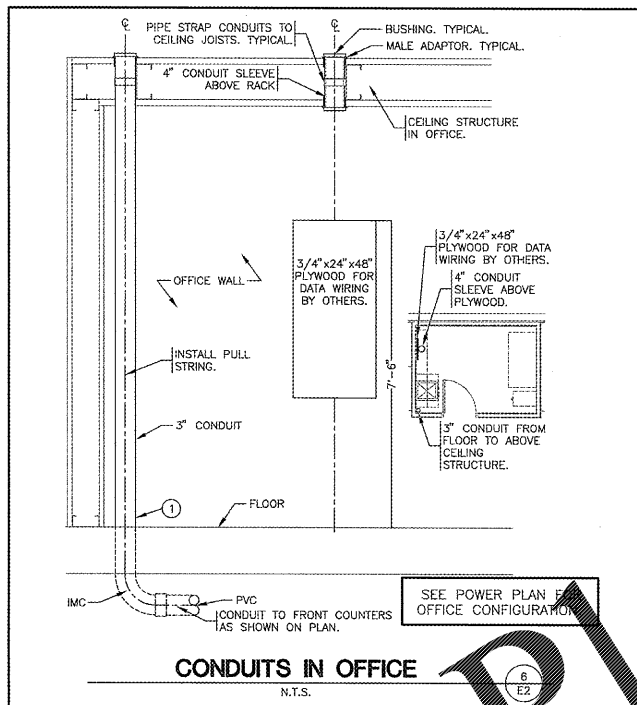 ℄
PIPE STRAP CONDUITS TO
CEILING JOISTS. TYPICAL.
℄
BUSHING. TYPICAL.
MALE ADAPTOR. TYPICAL.
4" CONDUIT SLEEVE
ABOVE RACK
CEILING STRUCTURE
IN OFFICE.
3/4"x24"x48"
PLYWOOD FOR
DATA WIRING
BY OTHERS.
3/4"x24"x48"
PLYWOOD FOR DATA
WIRING BY OTHERS.
4" CONDUIT
SLEEVE ABOVE
PLYWOOD.
OFFICE WALL
INSTALL PULL
STRING.
7'-6"
3" CONDUIT
3" CONDUIT FROM
FLOOR TO ABOVE
CEILING
STRUCTURE.
1
FLOOR
IMC
PVC
CONDUIT TO FRONT COUNTERS
AS SHOWN ON PLAN.
SEE POWER PLAN FOR
OFFICE CONFIGURATION
CONDUITS IN OFFICE
N.T.S.
6
E2